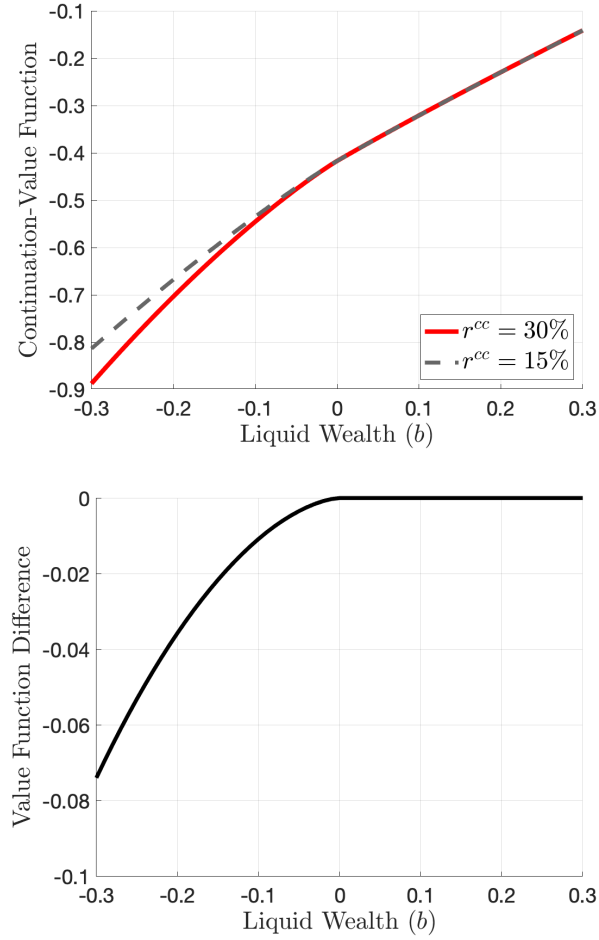 -0.1
-0.2
-0.3
-0.4
-0.5
-0.6
-0.7
-0.8
-0.9
Continuation-Value Function
r^{cc} = 30%
r^{cc} = 15%
-0.3 -0.2 -0.1 0 0.1 0.2 0.3
Liquid Wealth (b)
0
-0.02
-0.04
-0.06
-0.08
-0.1
Value Function Difference
-0.3 -0.2 -0.1 0 0.1 0.2 0.3
Liquid Wealth (b)